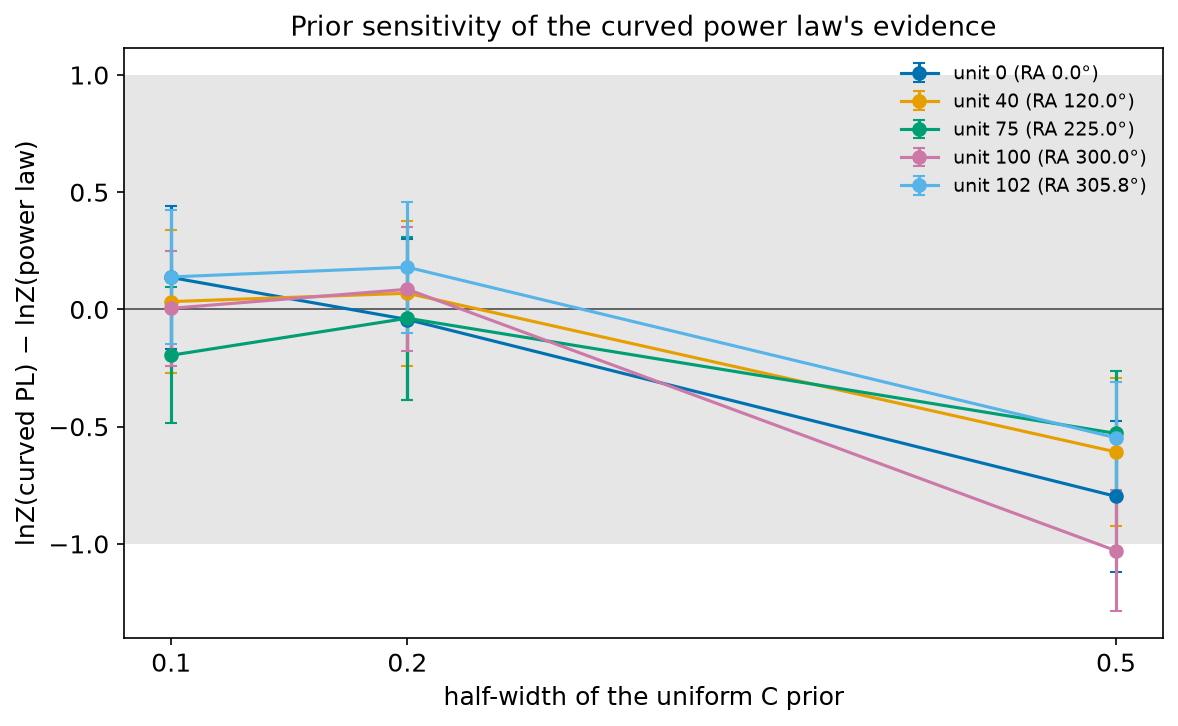 Prior sensitivity of the curved power law's evidence
lnZ(curved PL) − lnZ(power law)
1.0
0.5
0.0
−0.5
−1.0
unit 0 (RA 0.0°)
unit 40 (RA 120.0°)
unit 75 (RA 225.0°)
unit 100 (RA 300.0°)
unit 102 (RA 305.8°)
0.1
0.2
0.5
half-width of the uniform C prior